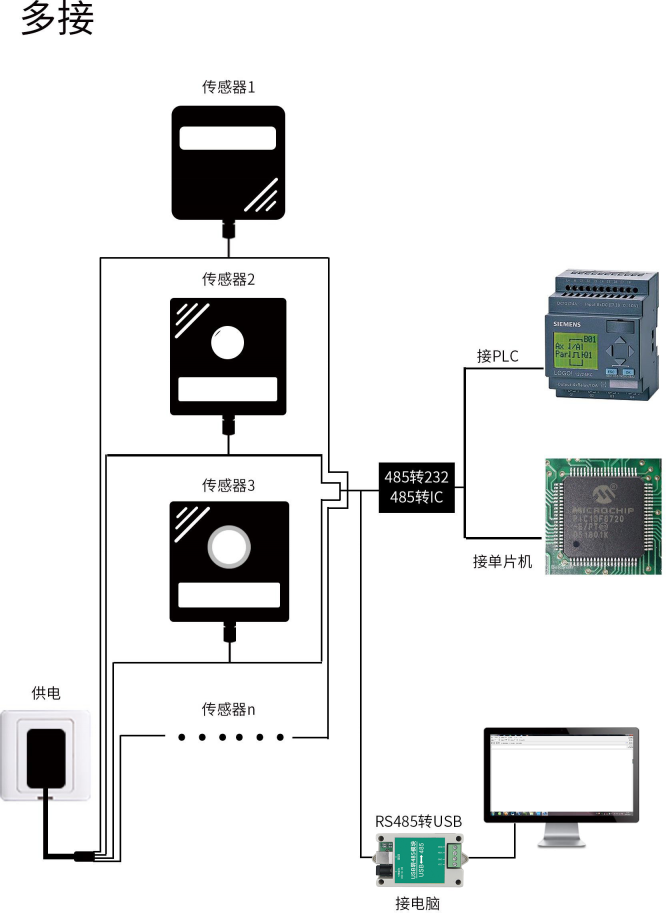 多接
传感器1
传感器2
SIEMENS
接PLC
485转232
485转IC
传感器3
MICROCHIP
接单片机
供电
传感器n
RS485转USB
接电脑